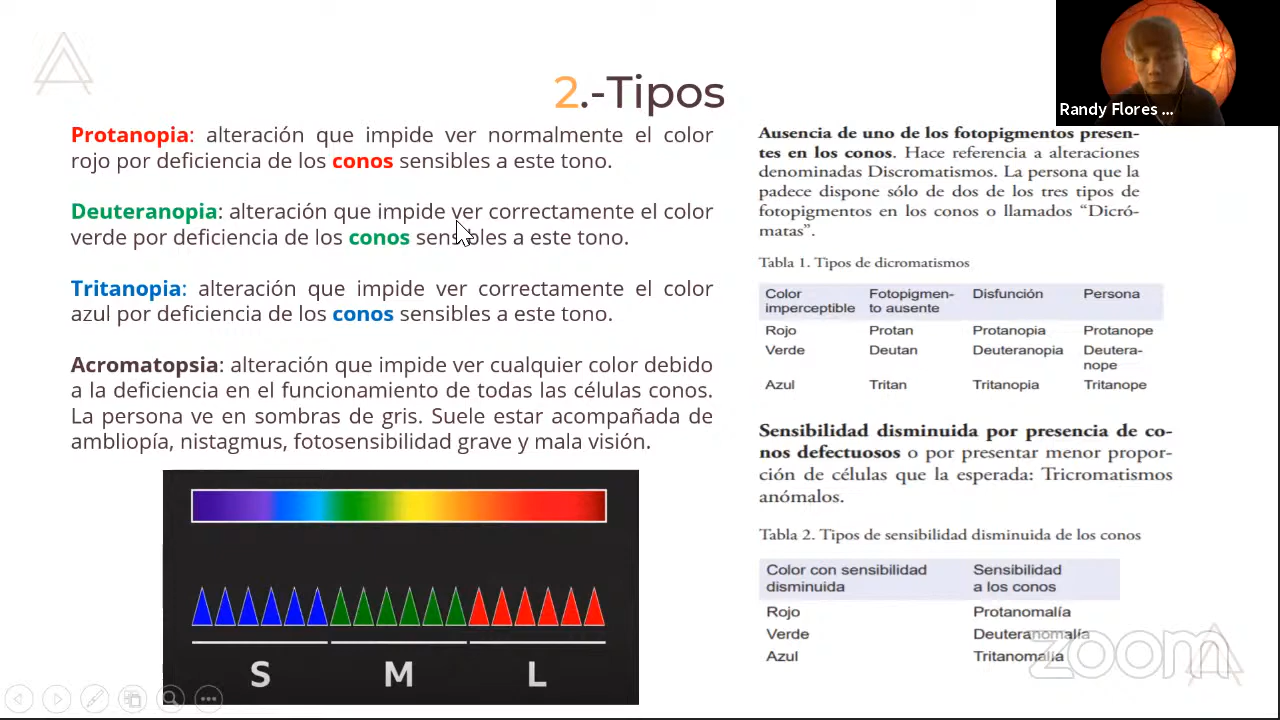 2.-Tipos
Protanopia: alteración que impide ver normalmente el color
rojo por deficiencia de los conos sensibles a este tono.
Deuteranopia: alteración que impide ver correctamente el color
verde por deficiencia de los conos sensibles a este tono.
Tritanopia: alteración que impide ver correctamente el color
azul por deficiencia de los conos sensibles a este tono.
Acromatopsia: alteración que impide ver cualquier color debido
a la deficiencia en el funcionamiento de todas las células conos.
La persona ve en sombras de gris. Suele estar acompañada de
ambliopía, nistagmus, fotosensibilidad grave y mala visión.
S M L
Randy Flores ...
Ausencia de uno de los fotopigmentos presen-
tes en los conos. Hace referencia a alteraciones
denominadas Discromatismos. La persona que la
padece dispone sólo de dos de los tres tipos de
fotopigmentos en los conos o llamados “Dicró-
matas”.
Tabla 1. Tipos de dicromatismos
Color Fotopigmen- Disfunción Persona
imperceptible to ausente
Rojo Protan Protanopia Protanope
Verde Deutan Deuteranopia Deutera-
nope
Azul Tritan Tritanopia Tritanope
Sensibilidad disminuida por presencia de co-
nos defectuosos o por presentar menor propor-
ción de células que la esperada: Tricromatismos
anómalos.
Tabla 2. Tipos de sensibilidad disminuida de los conos
Color con sensibilidad Sensibilidad
disminuida a los conos
Rojo Protanomalía
Verde Deuteranomalía
Azul Tritanomalía
zoom